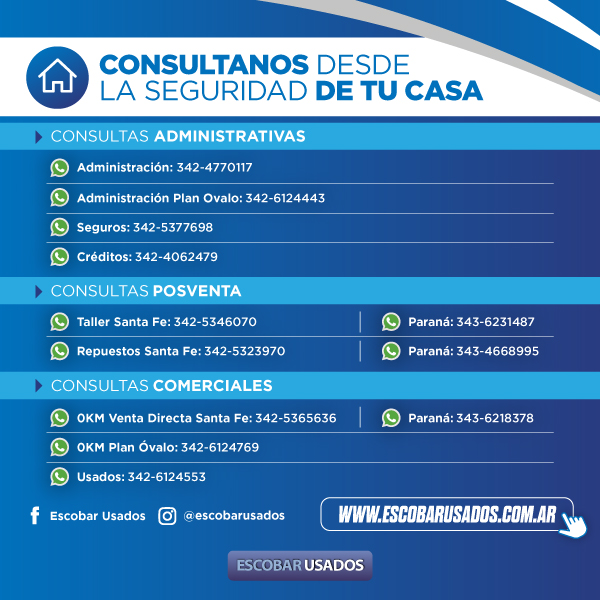 CONSULTANOS DESDE
LA SEGURIDAD DE TU CASA
CONSULTAS ADMINISTRATIVAS
Administración: 342-4770117
Administración Plan Ovalo: 342-6124443
Seguros: 342-5377698
Créditos: 342-4062479
CONSULTAS POSVENTA
Taller Santa Fe: 342-5346070 Paraná: 343-6231487
Repuestos Santa Fe: 342-5323970 Paraná: 343-4668995
CONSULTAS COMERCIALES
0KM Venta Directa Santa Fe: 342-5365636 Paraná: 343-6218378
0KM Plan Óvalo: 342-6124769
Usados: 342-6124553
Escobar Usados @escobarusados WWW.ESCOBARUSADOS.COM.AR
ESCOBAR USADOS